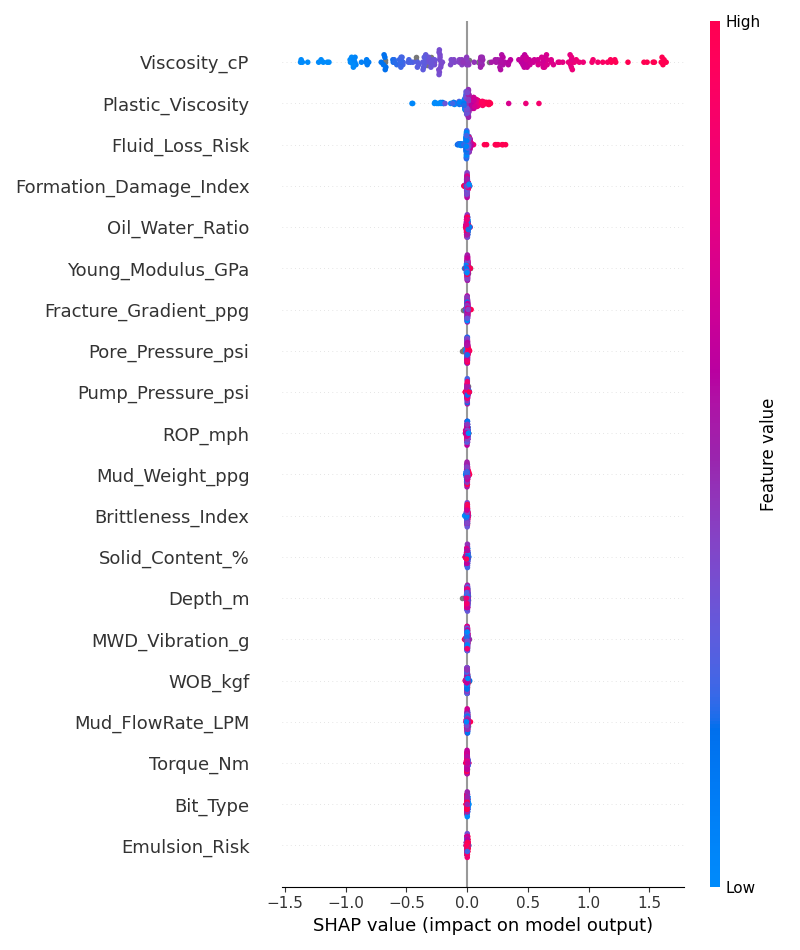 High
Viscosity_cP
Plastic_Viscosity
Fluid_Loss_Risk
Formation_Damage_Index
Oil_Water_Ratio
Young_Modulus_GPa
Fracture_Gradient_ppg
Pore_Pressure_psi
Pump_Pressure_psi
ROP_mph
Mud_Weight_ppg
Brittleness_Index
Solid_Content_%
Depth_m
MWD_Vibration_g
WOB_kgf
Mud_FlowRate_LPM
Torque_Nm
Bit_Type
Emulsion_Risk
Feature value
Low
−1.5 −1.0 −0.5 0.0 0.5 1.0 1.5
SHAP value (impact on model output)